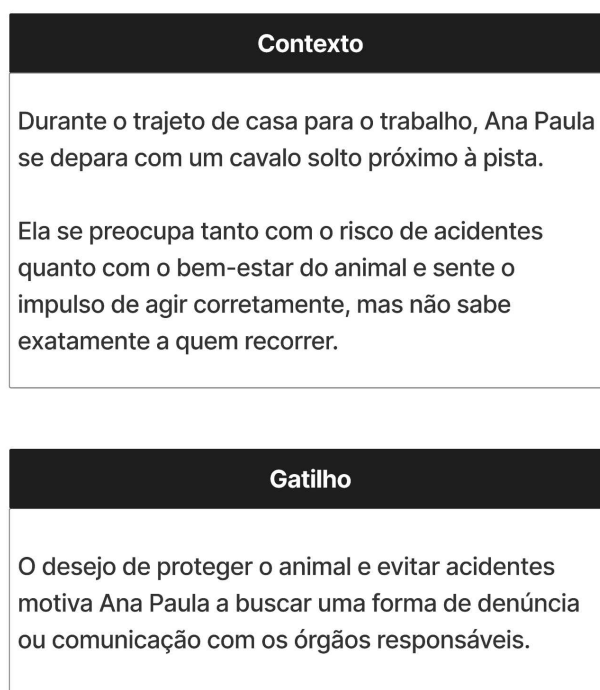 Contexto
Durante o trajeto de casa para o trabalho, Ana Paula
se depara com um cavalo solto próximo à pista.
Ela se preocupa tanto com o risco de acidentes
quanto com o bem-estar do animal e sente o
impulso de agir corretamente, mas não sabe
exatamente a quem recorrer.
Gatilho
O desejo de proteger o animal e evitar acidentes
motiva Ana Paula a buscar uma forma de denúncia
ou comunicação com os órgãos responsáveis.